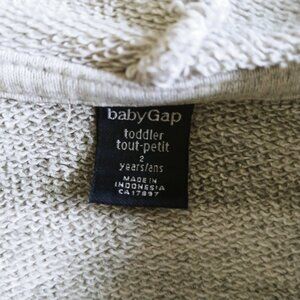 babyGap
toddler
tout-petit
2
years/ans
MADE IN
INDONESIA
CA17897